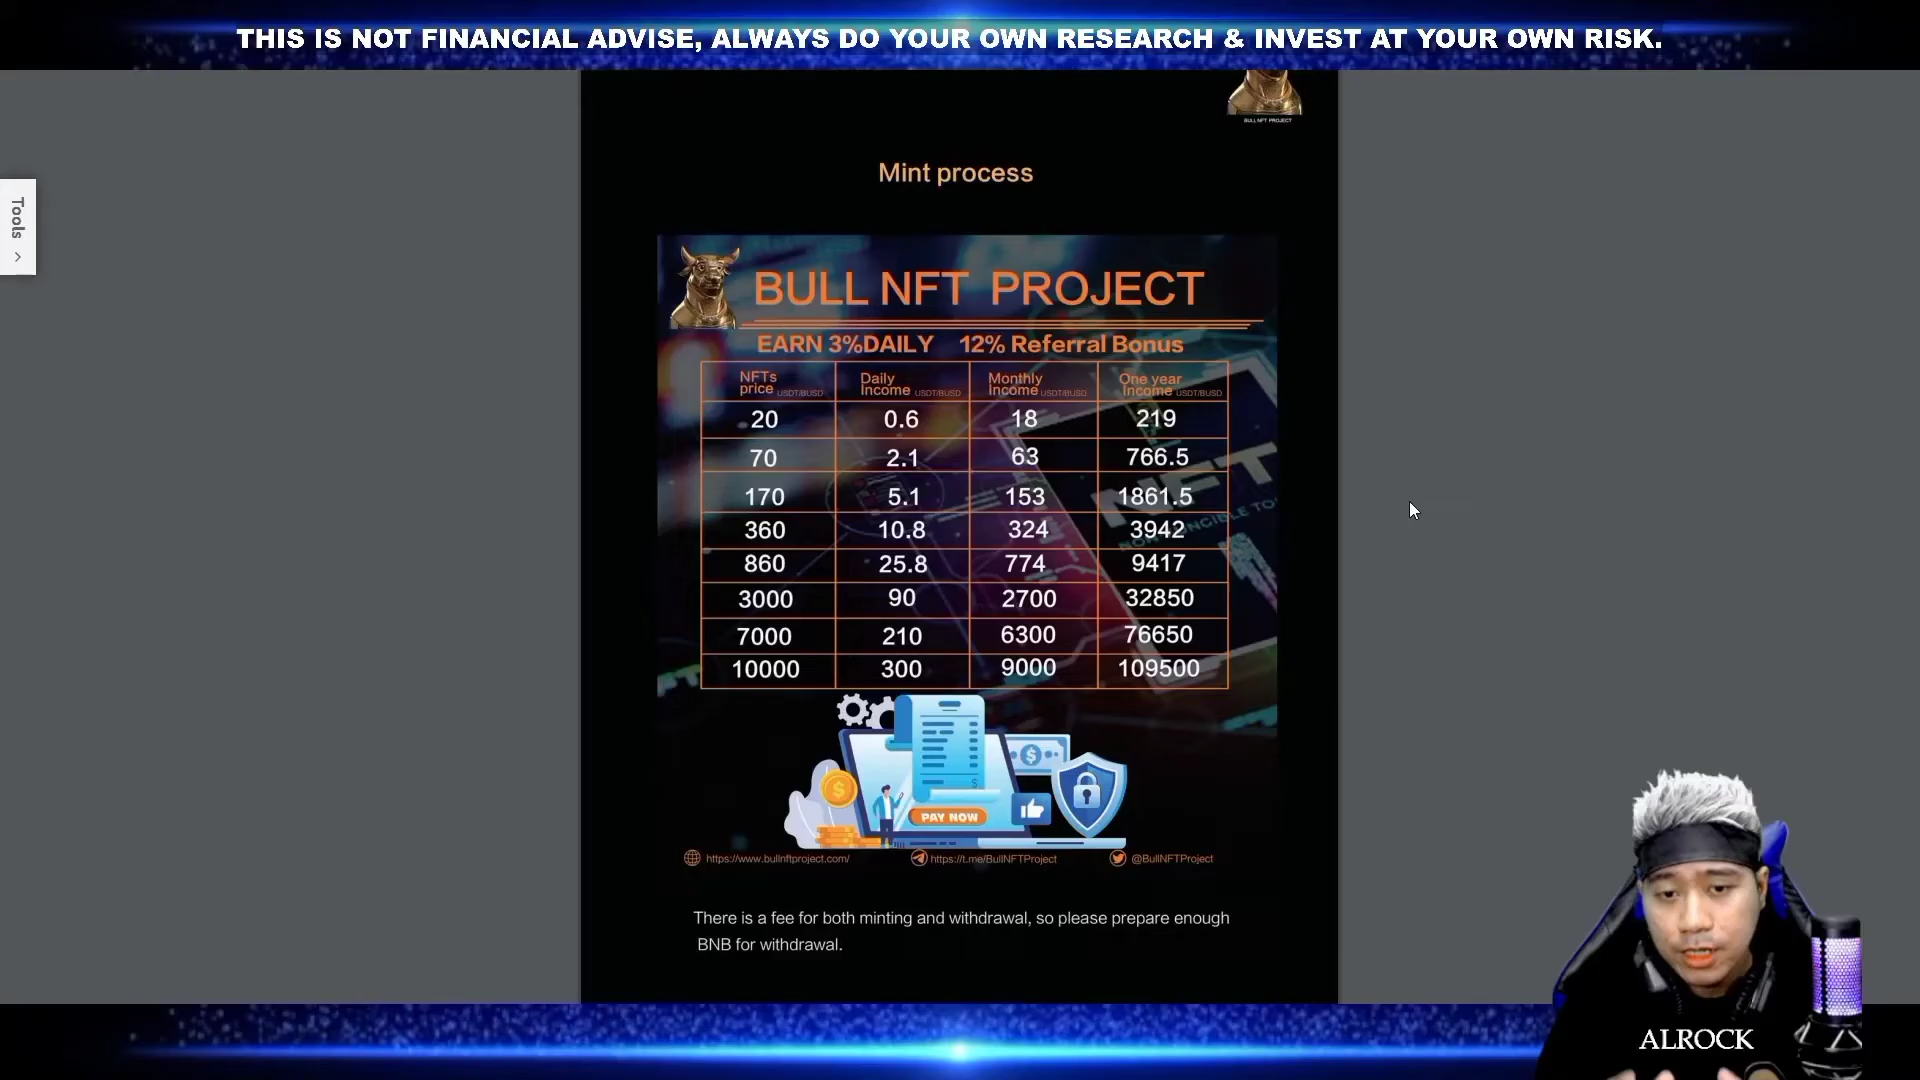 THIS IS NOT FINANCIAL ADVISE, ALWAYS DO YOUR OWN RESEARCH & INVEST AT YOUR OWN RISK.
BULL NFT PROJECT
Tools
Mint process
BULL NFT PROJECT
EARN 3%DAILY 12% Referral Bonus
NFTs price USDT/BUSD Daily Income USDT/BUSD Monthly Income USDT/BUSD One year Income USDT/BUSD
20 0.6 18 219
70 2.1 63 766.5
170 5.1 153 1861.5
360 10.8 324 3942
860 25.8 774 9417
3000 90 2700 32850
7000 210 6300 76650
10000 300 9000 109500
NFT
PAY NOW
https://www.bullnftproject.com/ https://t.me/BullNFTProject @BullNFTProject
There is a fee for both minting and withdrawal, so please prepare enough
BNB for withdrawal.
ALROCK